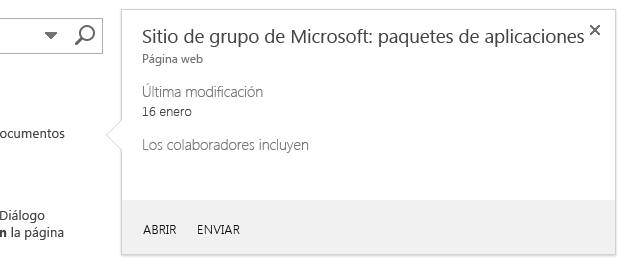 Sitio de grupo de Microsoft: paquetes de aplicaciones
Página web
Última modificación
16 enero
ocumentos
Los colaboradores incluyen
Diálogo
n la página
ABRIR ENVIAR